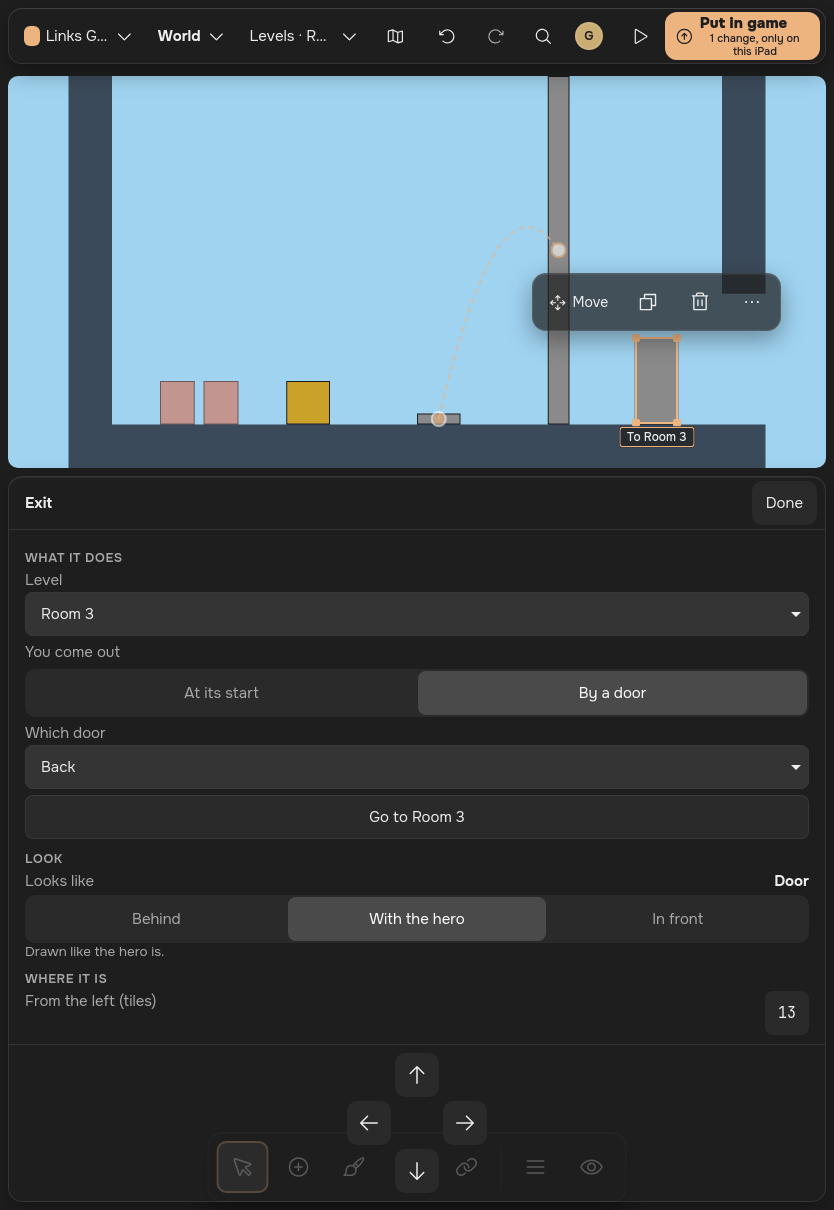 Links G...
World
Levels · R...
G
Put in game
1 change, only on
this iPad
Move
To Room 3
Exit
Done
WHAT IT DOES
Level
Room 3
You come out
At its start
By a door
Which door
Back
Go to Room 3
LOOK
Looks like
Door
Behind
With the hero
In front
Drawn like the hero is.
WHERE IT IS
From the left (tiles)
13